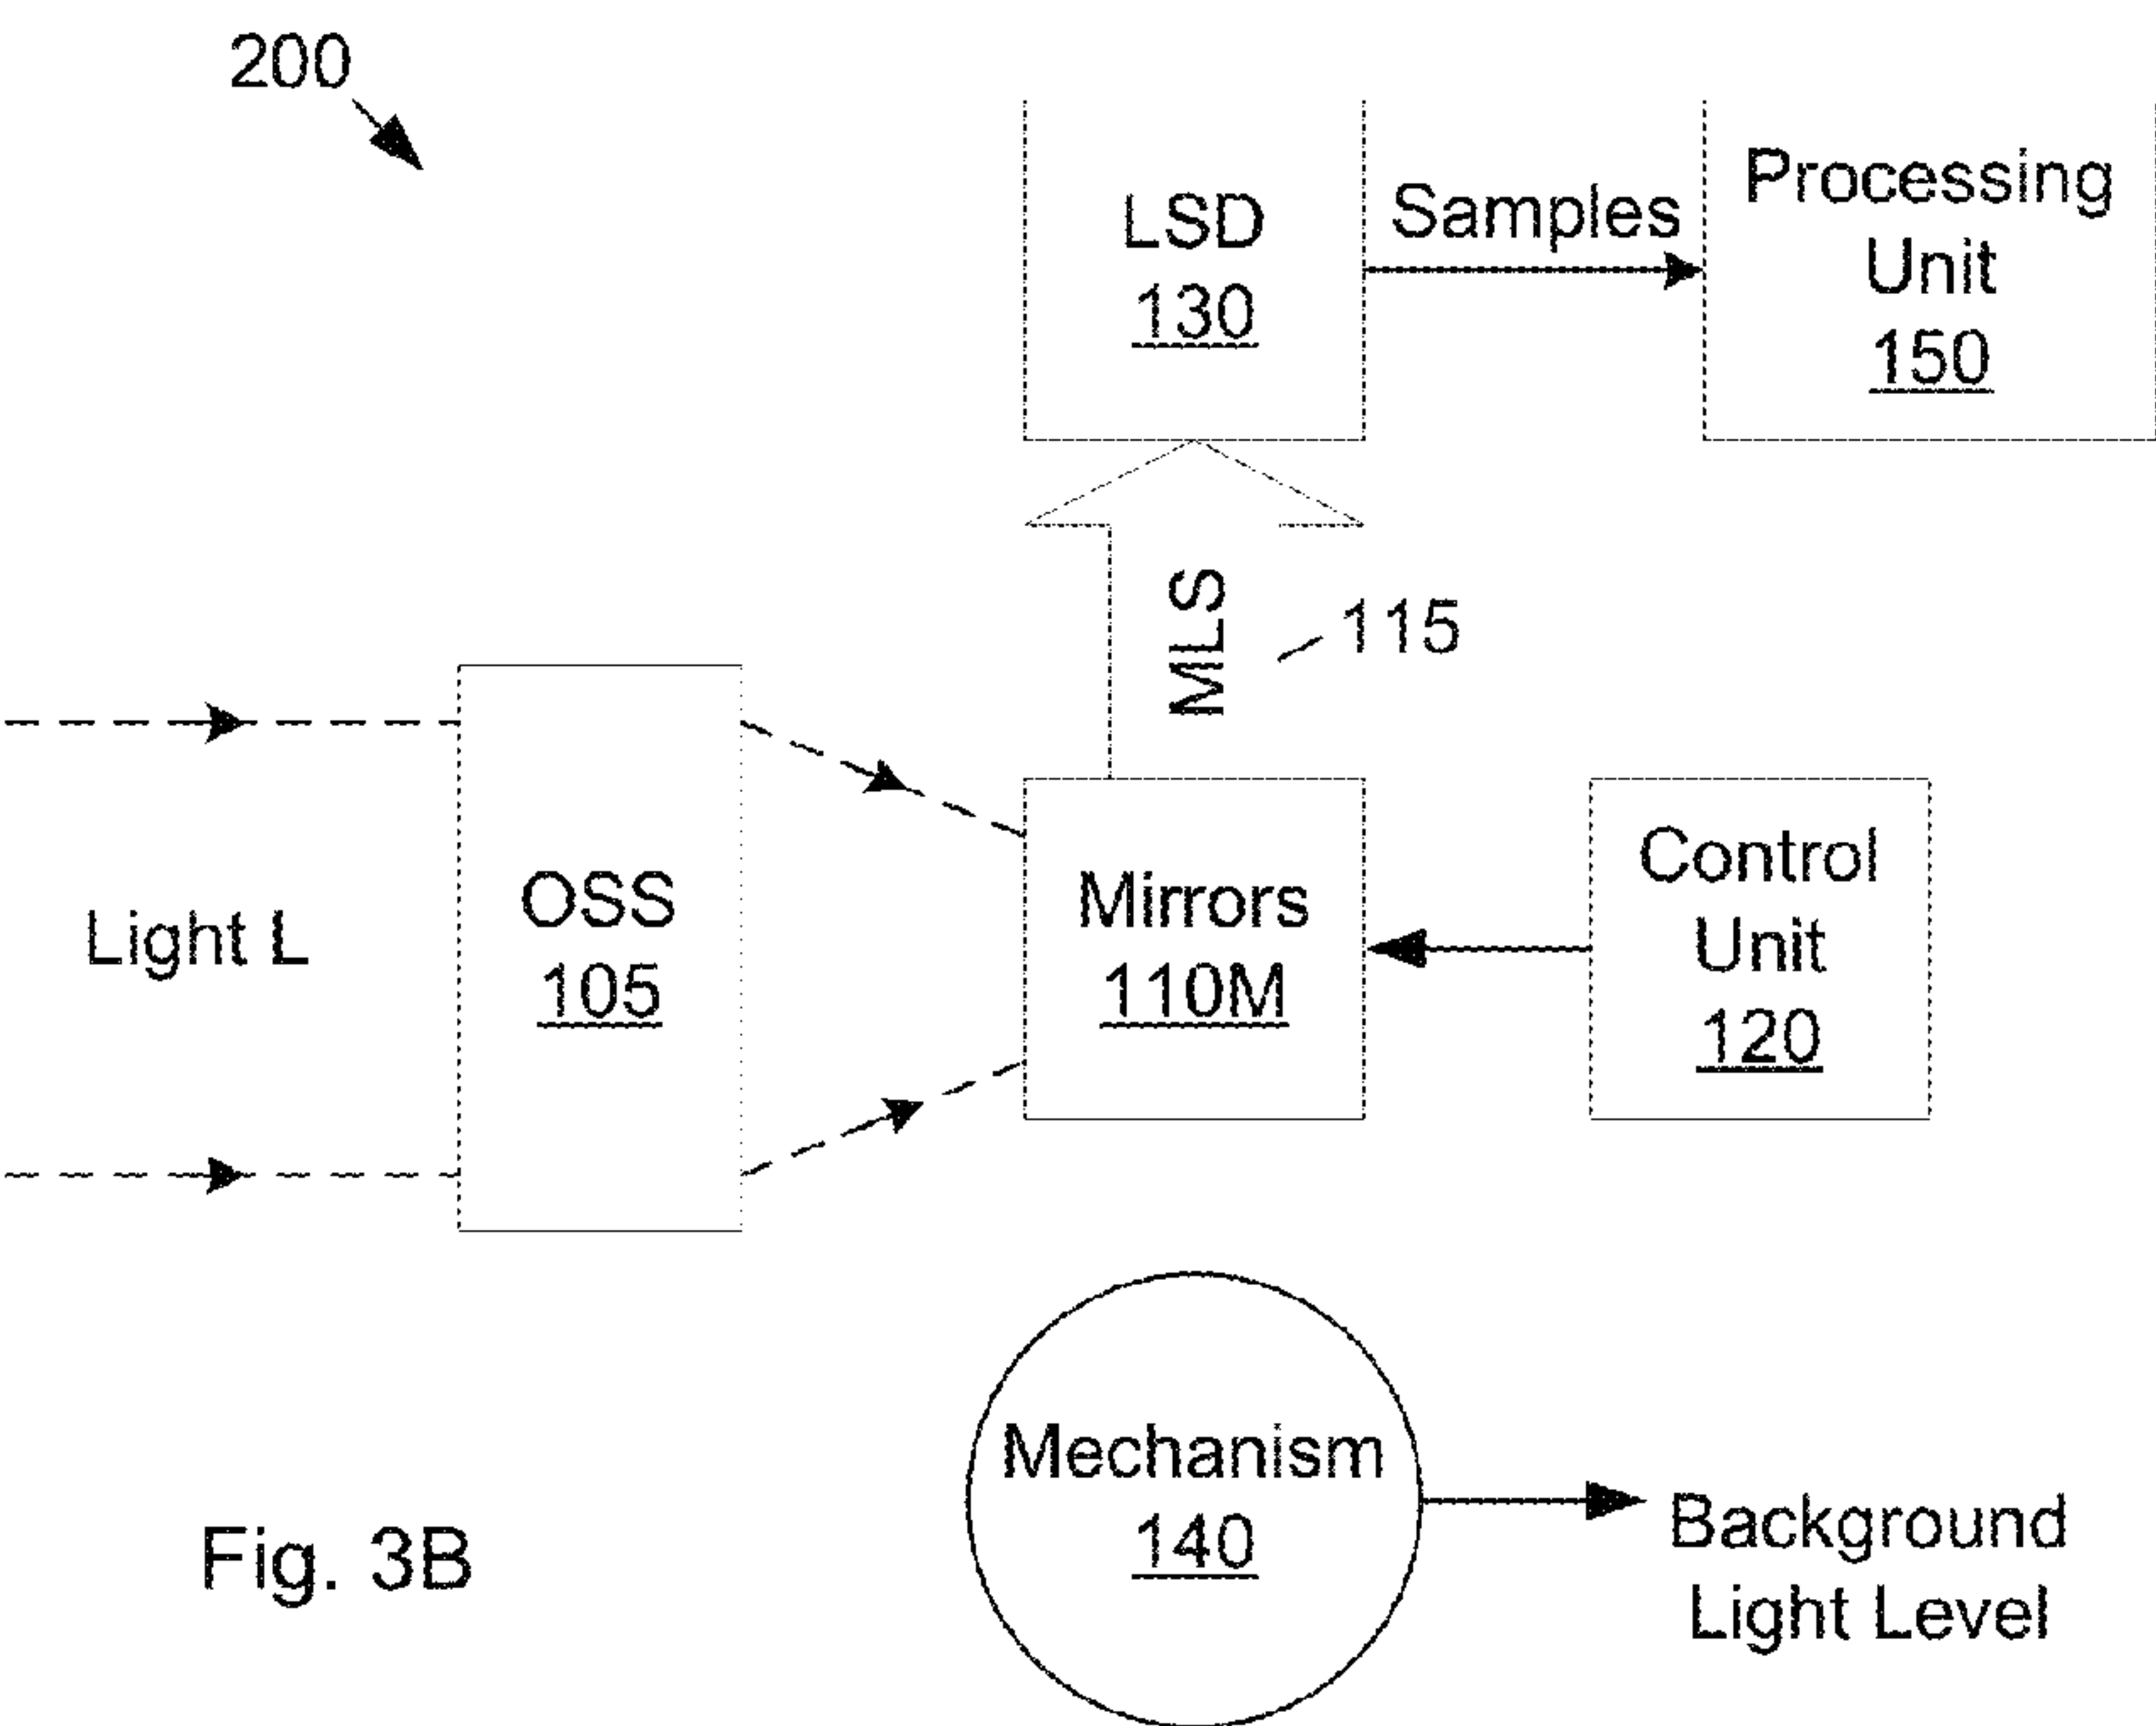 200
LSD
130
Samples
Processing
Unit
150
MLS
115
Light L
OSS
105
Mirrors
110M
Control
Unit
120
Mechanism
140
Background
Light Level
Fig. 3B